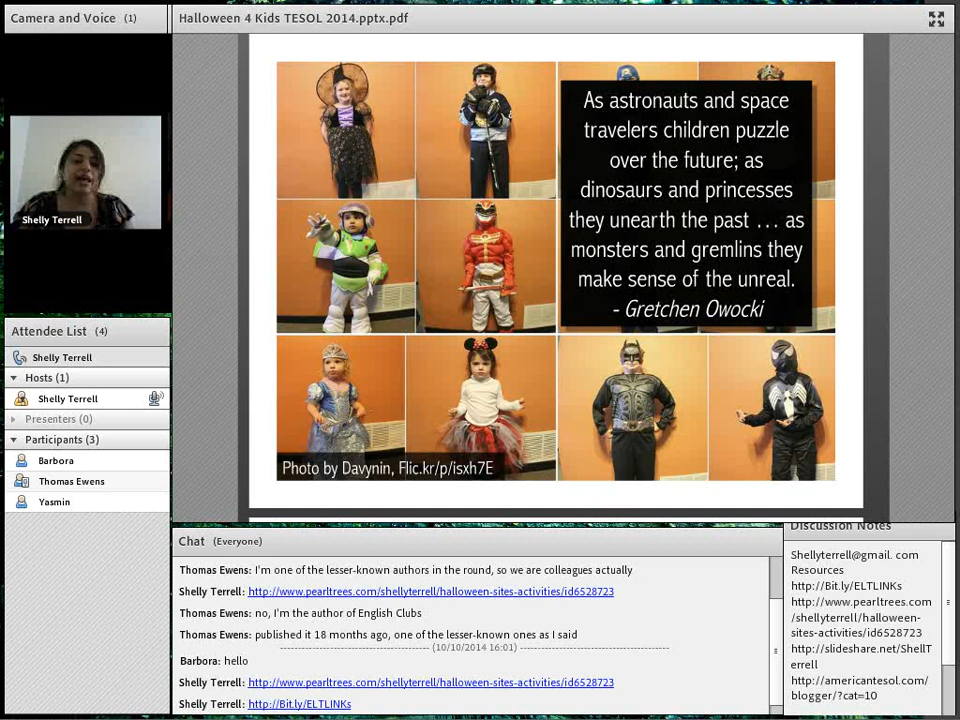 Camera and Voice (1)
Shelly Terrell
Attendee List (4)
Shelly Terrell
Hosts (1)
Shelly Terrell
Presenters (0)
Participants (3)
Barbora
Thomas Ewens
Yasmin
Halloween 4 Kids TESOL 2014.pptx.pdf
As astronauts and space
travelers children puzzle
over the future; as
dinosaurs and princesses
they unearth the past ... as
monsters and gremlins they
make sense of the unreal.
- Gretchen Owocki
Photo by Davynin, Flic.kr/p/isxh7E
Chat (Everyone)
Thomas Ewens: I'm one of the lesser-known authors in the round, so we are colleagues actually
Shelly Terrell: http://www.pearltrees.com/shellyterrell/halloween-sites-activities/id6528723
Thomas Ewens: no, I'm the author of English Clubs
Thomas Ewens: published it 18 months ago, one of the lesser-known ones as I said
(10/10/2014 16:01)
Barbora: hello
Shelly Terrell: http://www.pearltrees.com/shellyterrell/halloween-sites-activities/id6528723
Shelly Terrell: http://Bit.ly/ELTLINKs
Discussion Notes
Shellyterrell@gmail. com
Resources
http://Bit.ly/ELTLINKs
http://www.pearltrees.com
/shellyterrell/halloween-
sites-activities/id6528723
http://slideshare.net/ShellT
errell
http://americantesol.com/
blogger/?cat=10